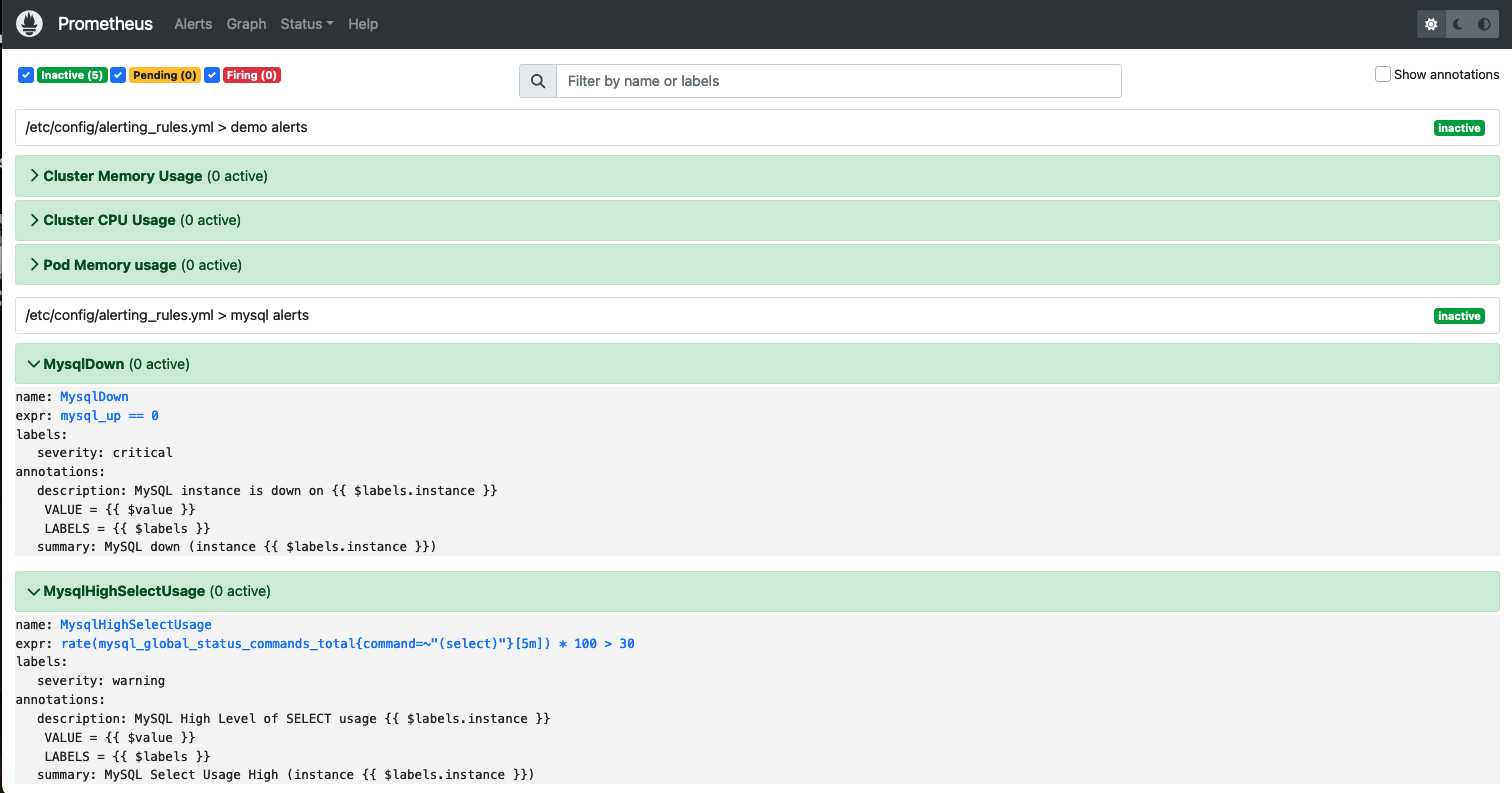 Prometheus Alerts Graph Status Help
Inactive (5) Pending (0) Firing (0) Filter by name or labels Show annotations
/etc/config/alerting_rules.yml > demo alerts inactive
Cluster Memory Usage (0 active)
Cluster CPU Usage (0 active)
Pod Memory usage (0 active)
/etc/config/alerting_rules.yml > mysql alerts inactive
MysqlDown (0 active)
name: MysqlDown
expr: mysql_up == 0
labels:
severity: critical
annotations:
description: MySQL instance is down on {{ $labels.instance }}
VALUE = {{ $value }}
LABELS = {{ $labels }}
summary: MySQL down (instance {{ $labels.instance }})
MysqlHighSelectUsage (0 active)
name: MysqlHighSelectUsage
expr: rate(mysql_global_status_commands_total{command=~"(select)"}[5m]) * 100 > 30
labels:
severity: warning
annotations:
description: MySQL High Level of SELECT usage {{ $labels.instance }}
VALUE = {{ $value }}
LABELS = {{ $labels }}
summary: MySQL Select Usage High (instance {{ $labels.instance }})